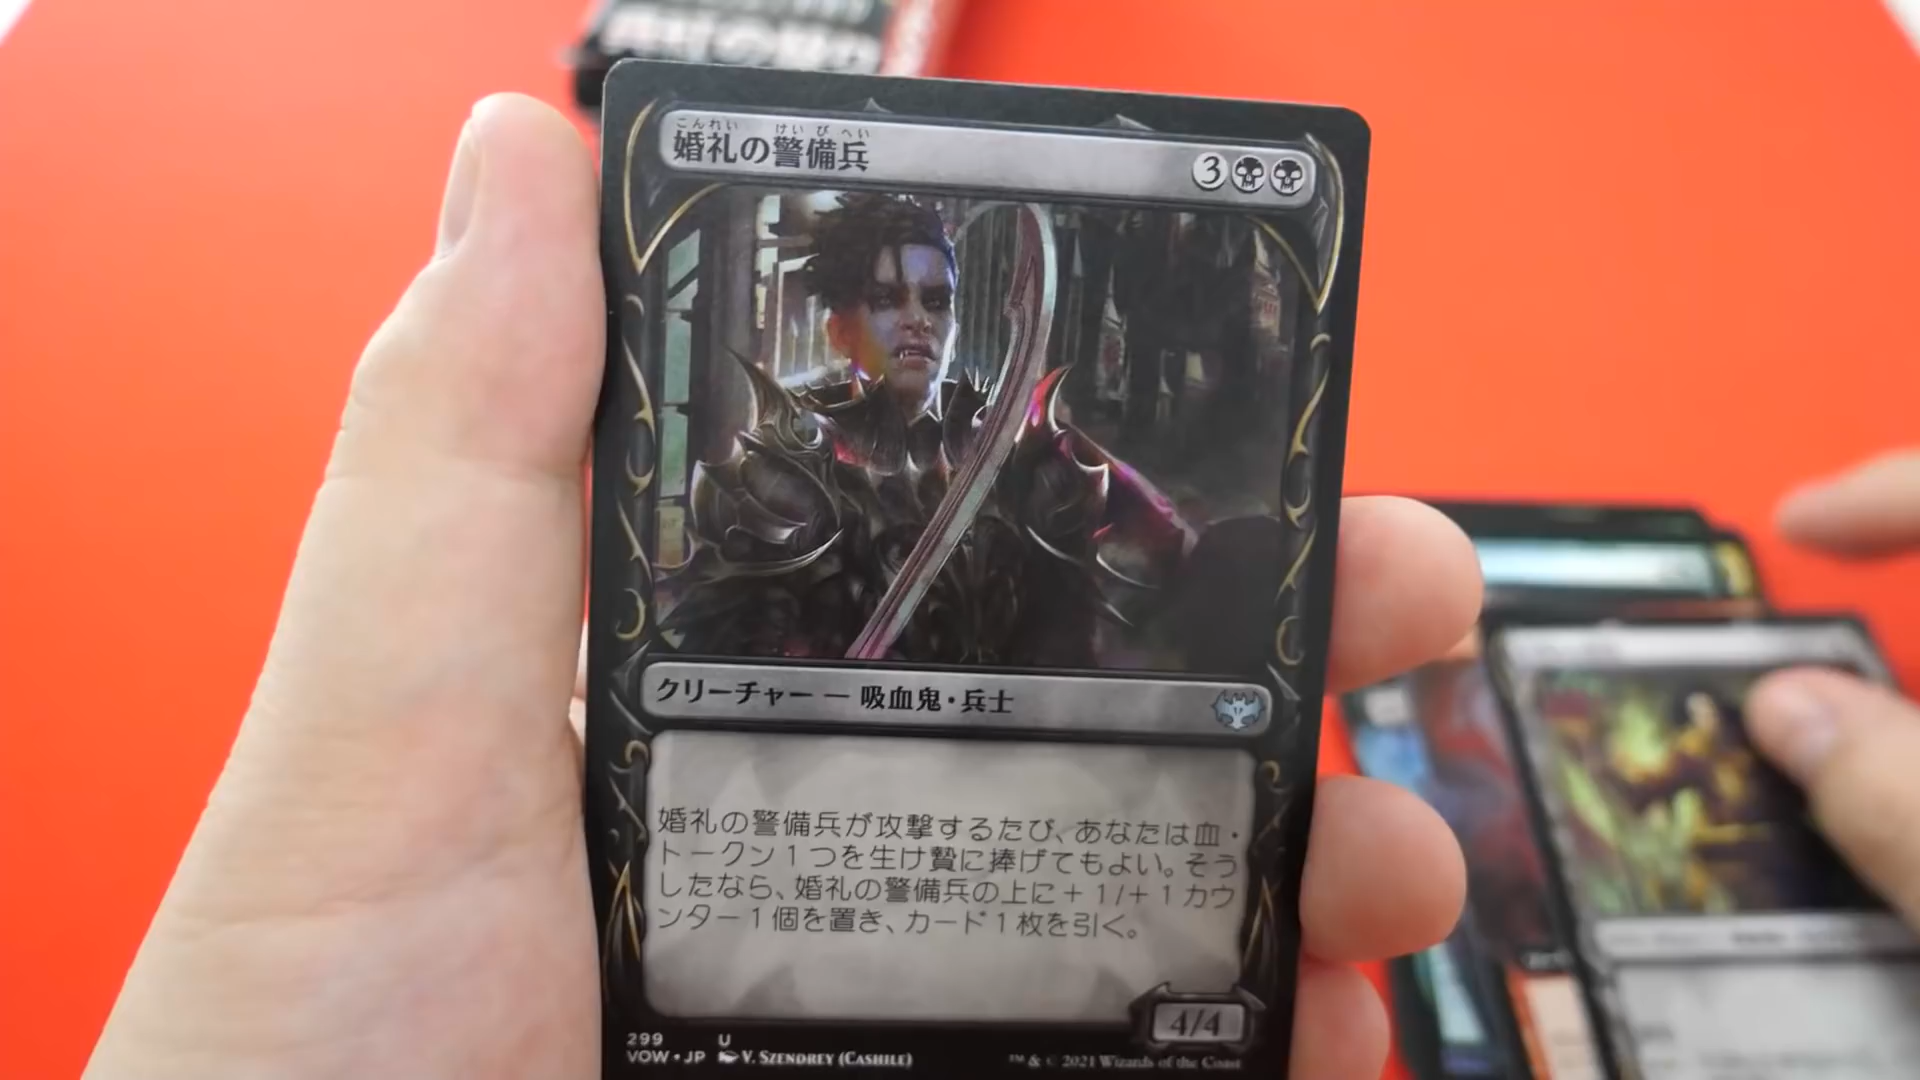 こんれい けいびへい
婚礼の警備兵
3
クリーチャー — 吸血鬼・兵士
婚礼の警備兵が攻撃するたび、あなたは血・
トークン1つを生け贄に捧げてもよい。そう
したなら、婚礼の警備兵の上に+1/+1カウ
ンター1個を置き、カード1枚を引く。
4/4
299 U
VOW • JP V. SZENDREY (CASHILE)
™ & © 2021 Wizards of the Coast